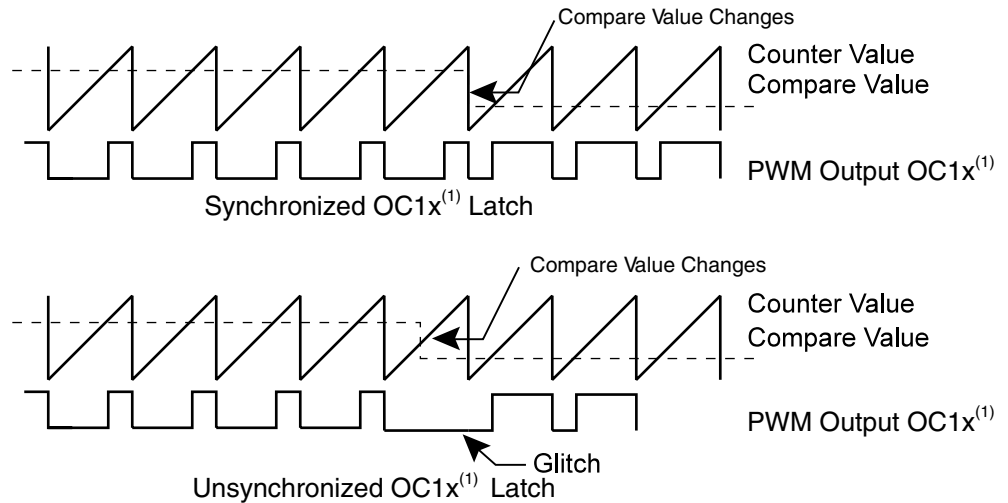 Compare Value Changes
Counter Value
Compare Value
PWM Output OC1x(1)
Synchronized OC1x(1) Latch
Compare Value Changes
Counter Value
Compare Value
PWM Output OC1x(1)
Glitch
Unsynchronized OC1x(1) Latch